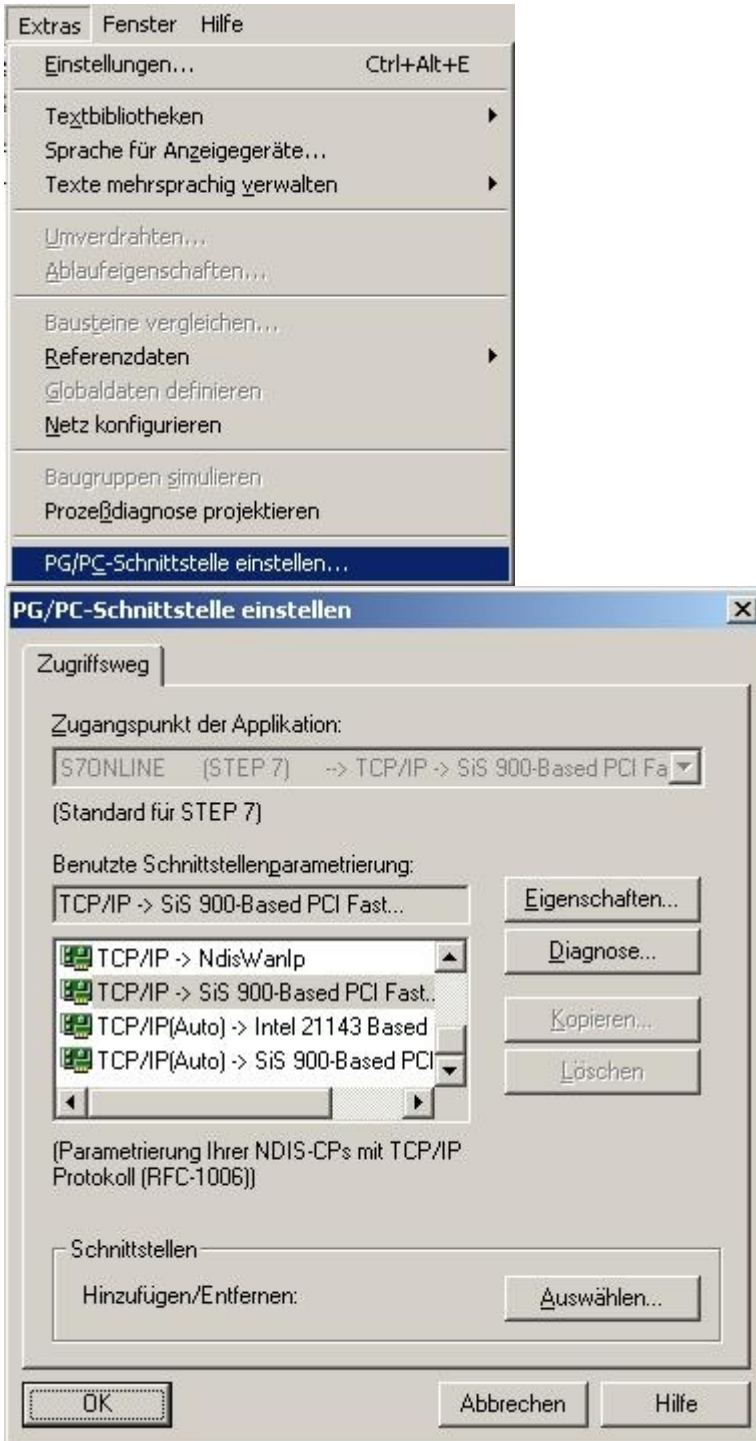 Extras Fenster Hilfe
Einstellungen... Ctrl+Alt+E
Textbibliotheken
Sprache für Anzeigegeräte...
Texte mehrsprachig verwalten
Umverdrahten...
Ablaufeigenschaften...
Bausteine vergleichen...
Referenzdaten
Globaldaten definieren
Netz konfigurieren
Baugruppen simulieren
Prozeßdiagnose projektieren
PG/PC-Schnittstelle einstellen...
PG/PC-Schnittstelle einstellen
Zugriffsweg
Zugangspunkt der Applikation:
S7ONLINE (STEP 7) --> TCP/IP -> SiS 900-Based PCI Fa
(Standard für STEP 7)
Benutzte Schnittstellenparametrierung:
TCP/IP -> SiS 900-Based PCI Fast...
Eigenschaften...
TCP/IP -> NdisWanIp
TCP/IP -> SiS 900-Based PCI Fast..
TCP/IP(Auto) -> Intel 21143 Based
TCP/IP(Auto) -> SiS 900-Based PCI
Diagnose...
Kopieren...
Löschen
(Parametrierung Ihrer NDIS-CPs mit TCP/IP
Protokoll (RFC-1006))
Schnittstellen
Hinzufügen/Entfernen:
Auswählen...
OK Abbrechen Hilfe